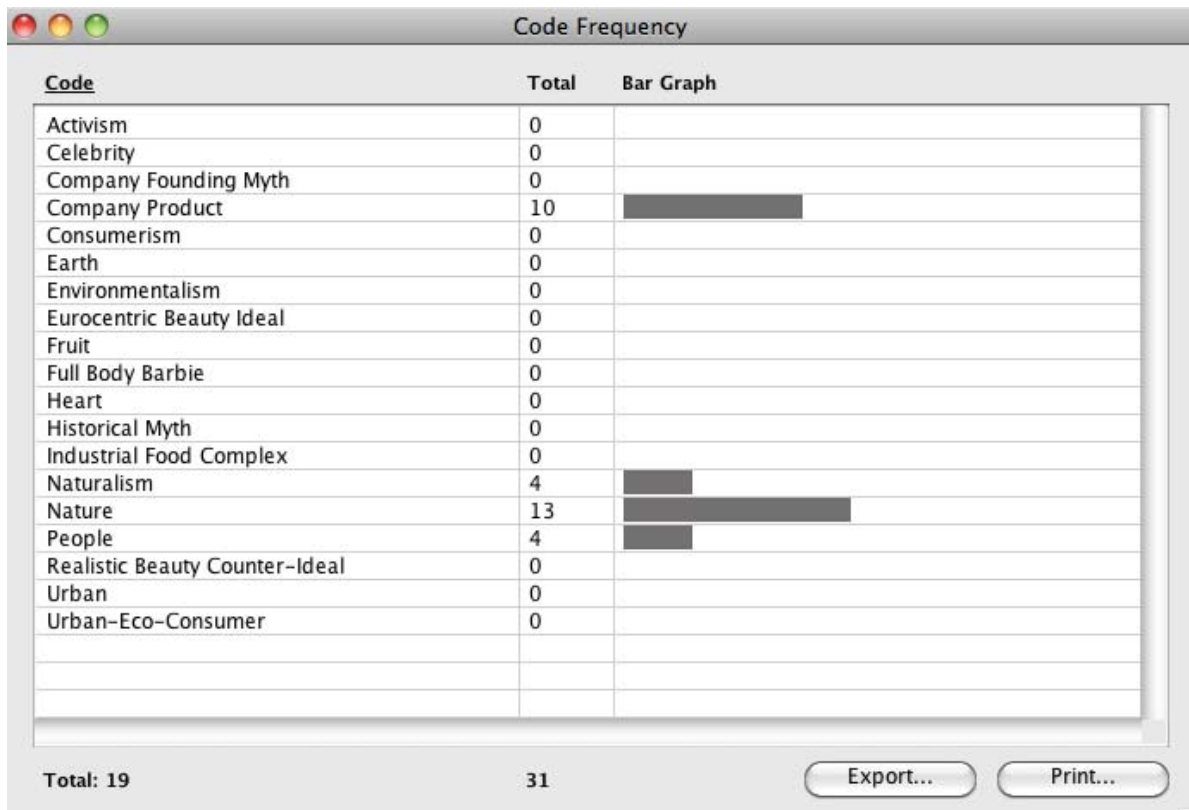 Code Frequency
Code Total Bar Graph
Activism 0
Celebrity 0
Company Founding Myth 0
Company Product 10
Consumerism 0
Earth 0
Environmentalism 0
Eurocentric Beauty Ideal 0
Fruit 0
Full Body Barbie 0
Heart 0
Historical Myth 0
Industrial Food Complex 0
Naturalism 4
Nature 13
People 4
Realistic Beauty Counter-Ideal 0
Urban 0
Urban-Eco-Consumer 0
Total: 19 31 Export... Print...